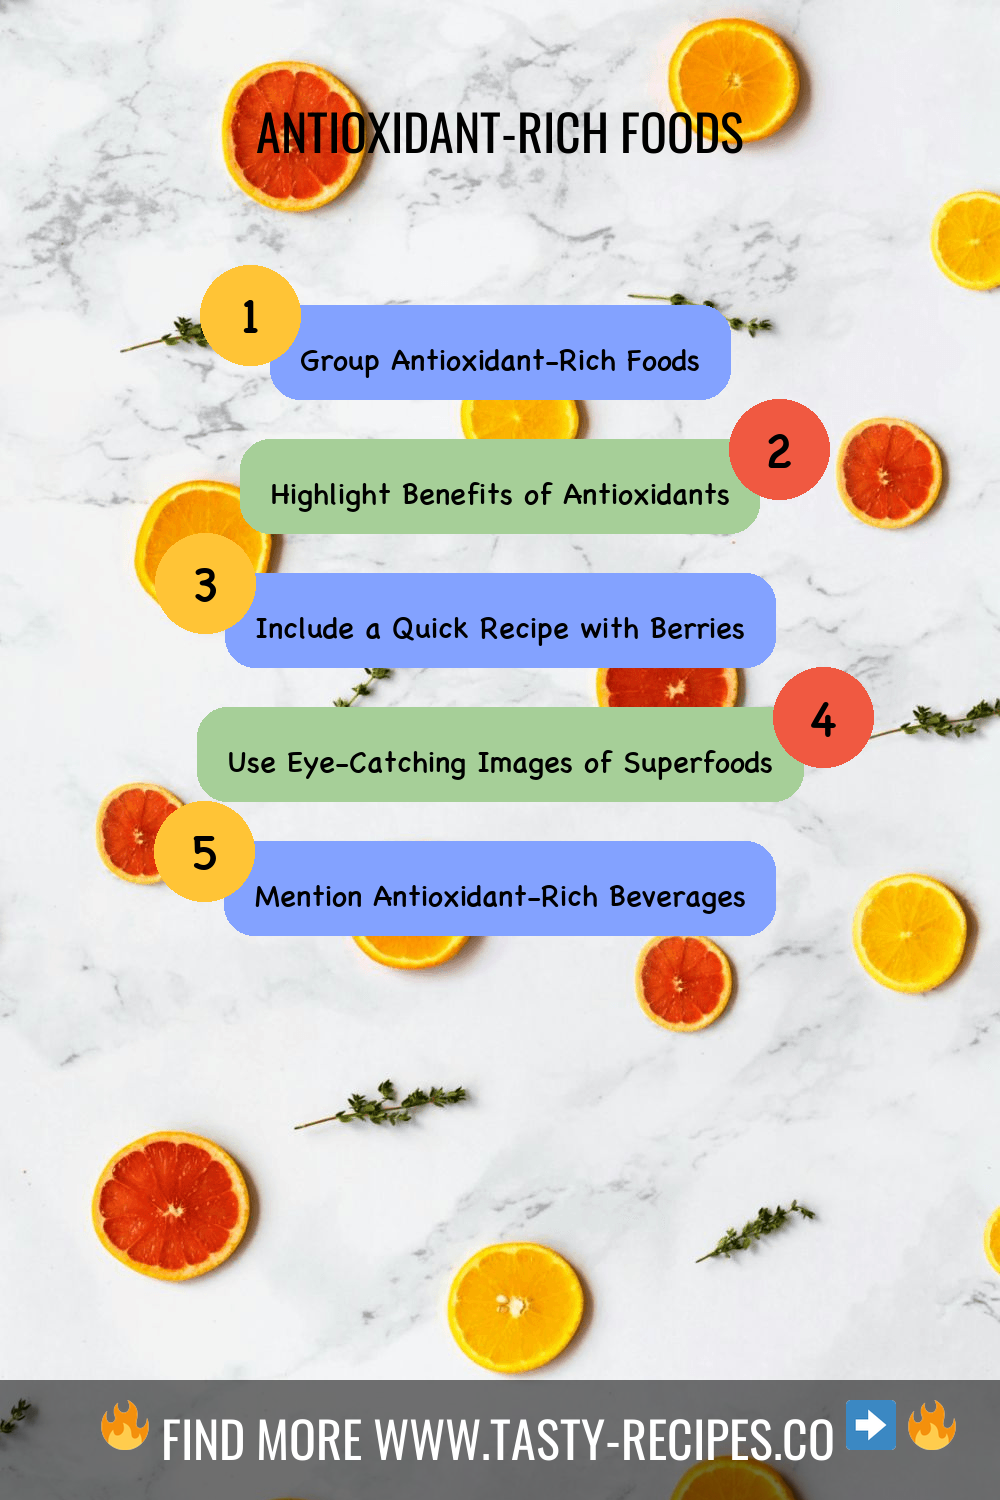 ANTIOXIDANT-RICH FOODS
1
Group Antioxidant-Rich Foods
2
Highlight Benefits of Antioxidants
3
Include a Quick Recipe with Berries
4
Use Eye-Catching Images of Superfoods
5
Mention Antioxidant-Rich Beverages
🔥 FIND MORE WWW.TASTY-RECIPES.CO ➡️ 🔥